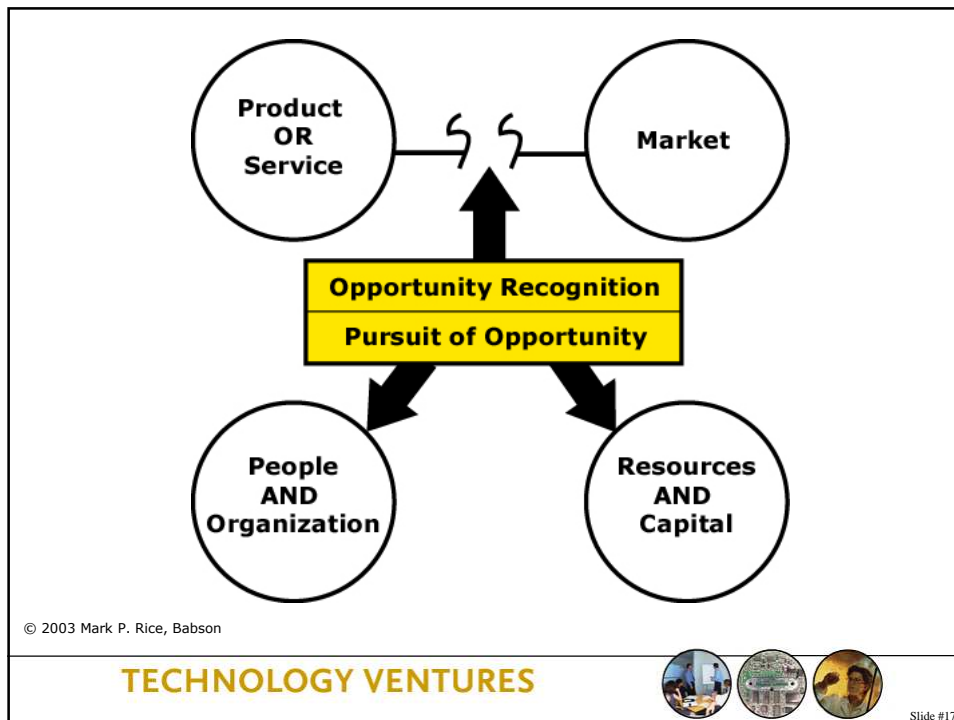 Product
OR
Service
Market
Opportunity Recognition
Pursuit of Opportunity
People
AND
Organization
Resources
AND
Capital
© 2003 Mark P. Rice, Babson
TECHNOLOGY VENTURES
Slide #17